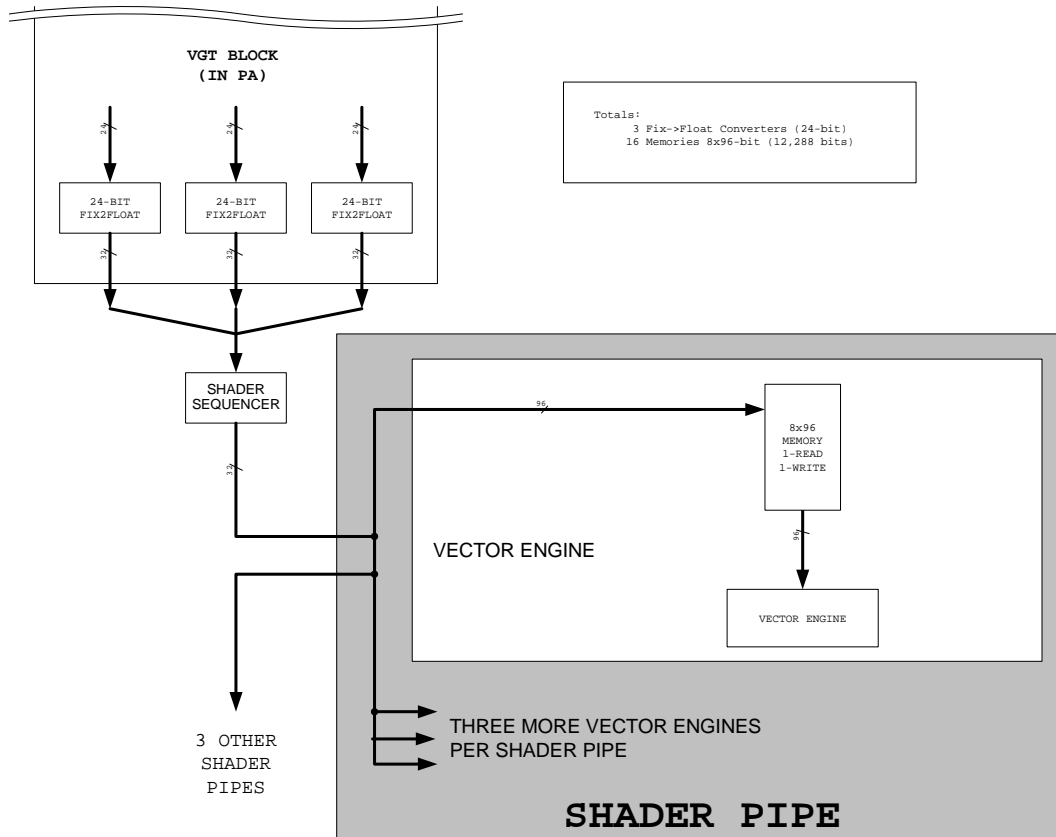 VGT BLOCK
(IN PA)
24
24
24
24-BIT
FIX2FLOAT
24-BIT
FIX2FLOAT
24-BIT
FIX2FLOAT
32
32
32
Totals:
3 Fix->Float Converters (24-bit)
16 Memories 8x96-bit (12,288 bits)
SHADER
SEQUENCER
32
96
8x96
MEMORY
1-READ
1-WRITE
96
VECTOR ENGINE
VECTOR ENGINE
3 OTHER
SHADER
PIPES
THREE MORE VECTOR ENGINES
PER SHADER PIPE
SHADER PIPE